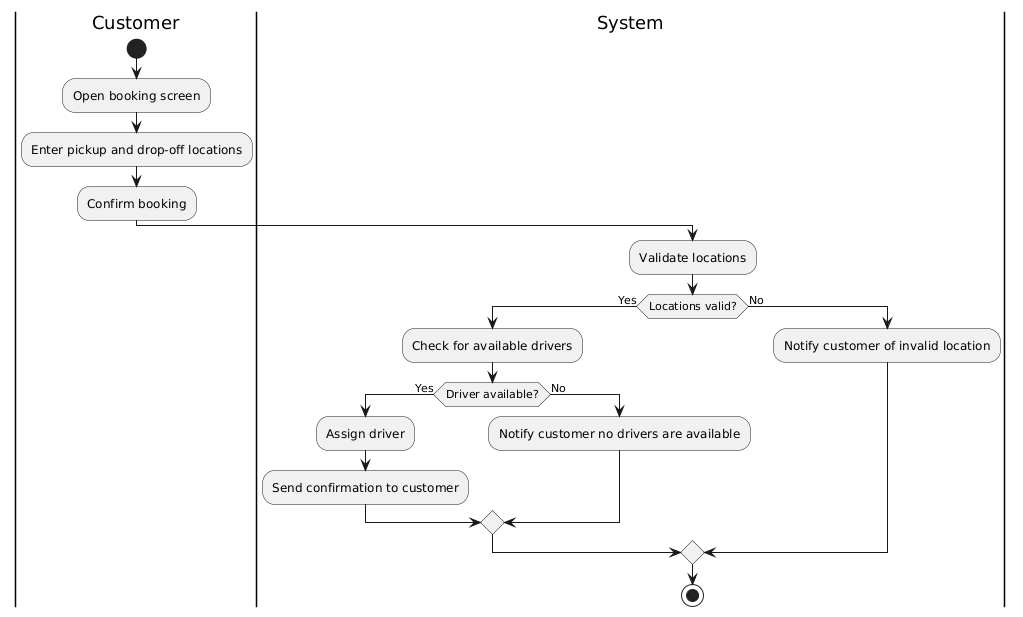 Customer
System
Open booking screen
Enter pickup and drop-off locations
Confirm booking
Validate locations
Yes
Locations valid?
No
Check for available drivers
Notify customer of invalid location
Yes
Driver available?
No
Assign driver
Notify customer no drivers are available
Send confirmation to customer